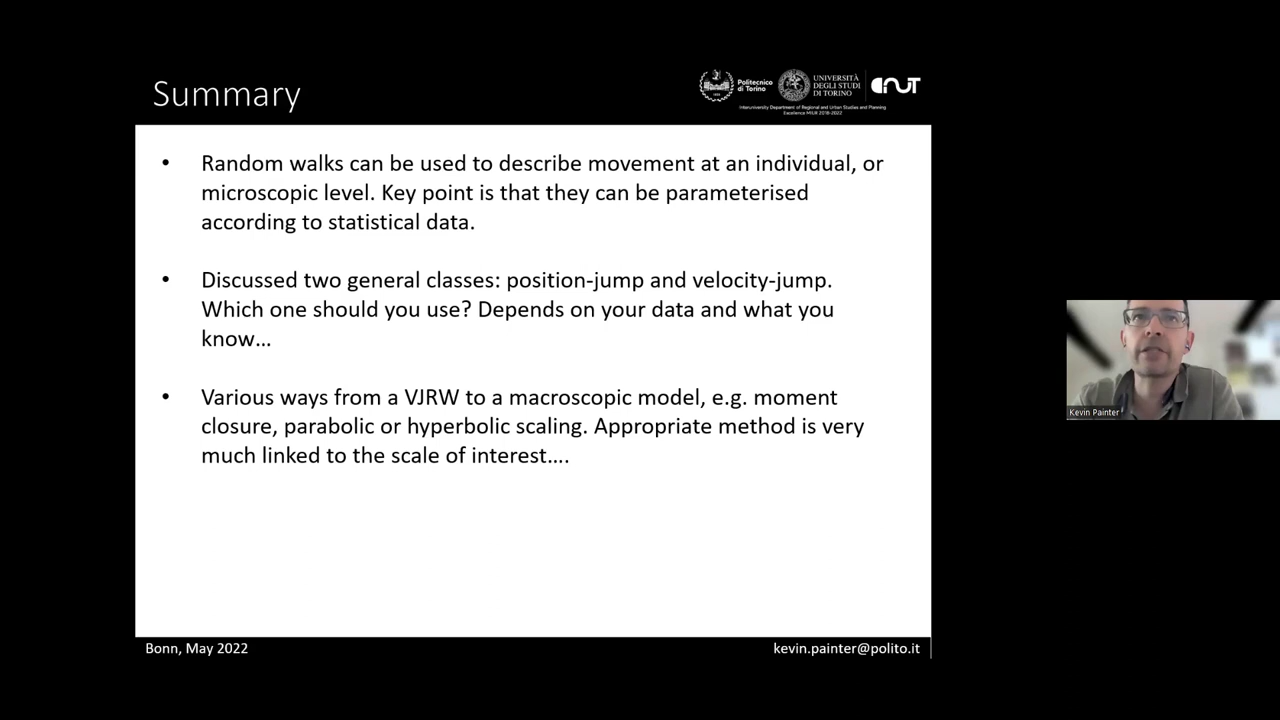 Summary
Politecnico
di Torino
UNIVERSITÀ
DEGLI STUDI
DI TORINO
Interuniversity Department of Regional and Urban Studies and Planning
Excellence MIUR 2018-2022
• Random walks can be used to describe movement at an individual, or
microscopic level. Key point is that they can be parameterised
according to statistical data.
• Discussed two general classes: position-jump and velocity-jump.
Which one should you use? Depends on your data and what you
know…
• Various ways from a VJRW to a macroscopic model, e.g. moment
closure, parabolic or hyperbolic scaling. Appropriate method is very
much linked to the scale of interest….
Kevin Painter
Bonn, May 2022
kevin.painter@polito.it